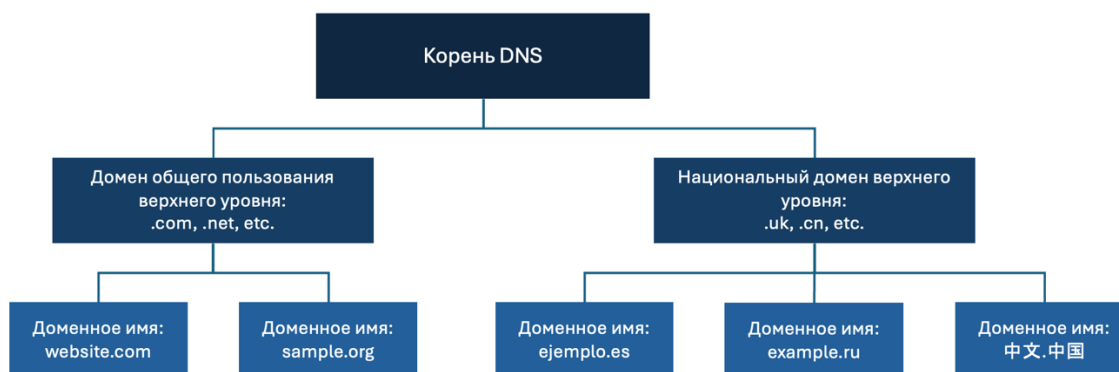 Корень DNS
Домен общего пользования
верхнего уровня:
.com, .net, etc.
Национальный домен верхнего
уровня:
.uk, .cn, etc.
Доменное имя:
website.com
Доменное имя:
sample.org
Доменное имя:
ejemplo.es
Доменное имя:
example.ru
Доменное имя:
中文.中国